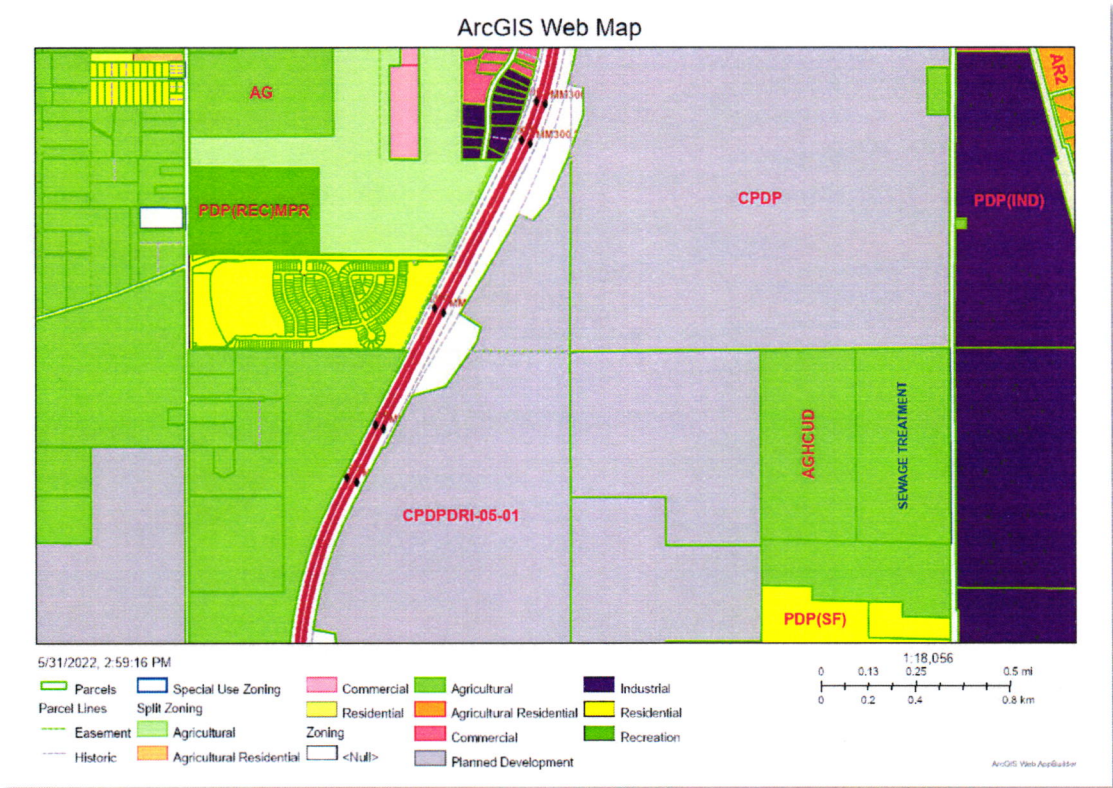 ArcGIS Web Map
AG
AR2
MM300
MM300
CPDP
PDP(REC)MPR
PDP(IND)
MM
AGHCUD
SEWAGE TREATMENT
CPDPDRI-05-01
PDP(SF)
5/31/2022, 2:59:16 PM
Parcels
Parcel Lines
Easement
Historic
Special Use Zoning
Split Zoning
Agricultural
Agricultural Residential
Commercial
Residential
Zoning
<Null>
Agricultural
Agricultural Residential
Commercial
Planned Development
Industrial
Residential
Recreation
1:18,056
0 0.13 0.25 0.5 mi
0 0.2 0.4 0.8 km
ArcGIS Web AppBuilder